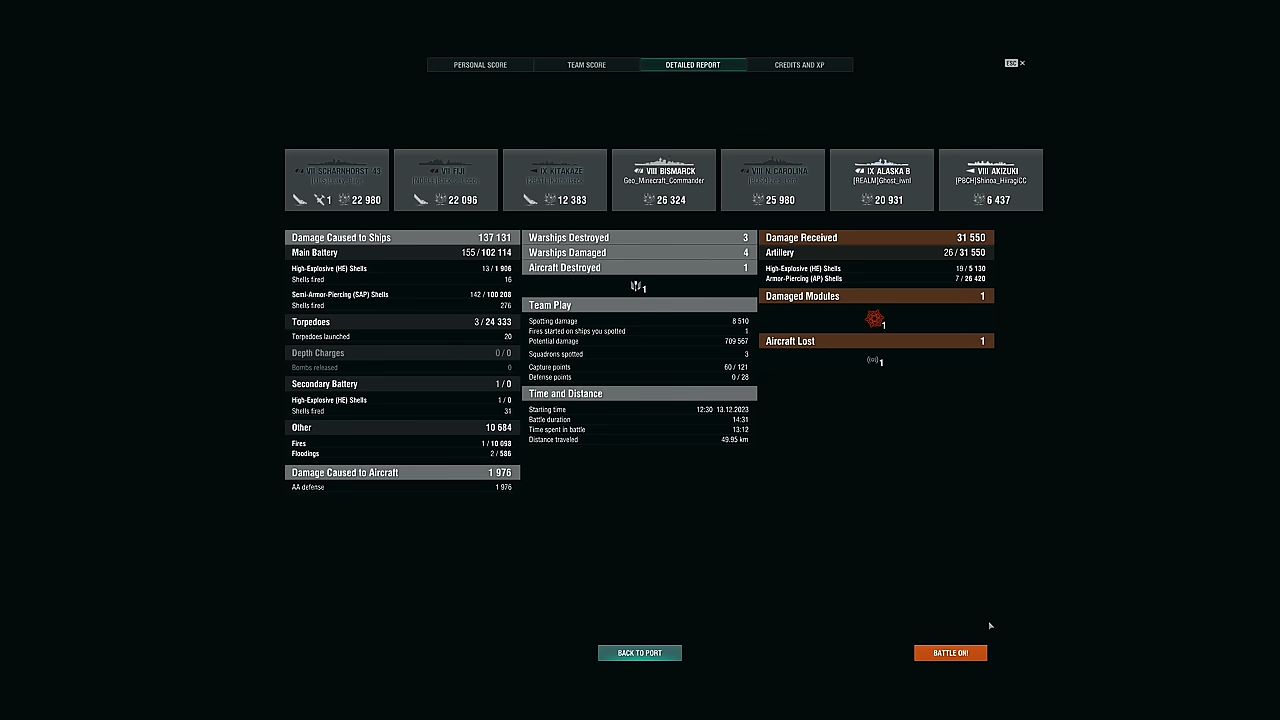 PERSONAL SCORE TEAM SCORE DETAILED REPORT CREDITS AND XP
ESC ×
VII SCHARNHORST '43 VII FIJI IX KITAKAZE VIII BISMARCK VIII N. CAROLINA IX ALASKA B VIII AKIZUKI
Geo_Minecraft_Commander [REALM]Ghost_iwnl [PBCH]Shinoa_HiiragiCC
1 22 980 22 096 12 383 26 324 25 980 20 931 6 437
Damage Caused to Ships 137 131
Main Battery 155 / 102 114
High-Explosive (HE) Shells 13 / 1 906
Shells fired 16
Semi-Armor-Piercing (SAP) Shells 142 / 100 208
Shells fired 276
Torpedoes 3 / 24 333
Torpedoes launched 20
Depth Charges 0 / 0
Bombs released 0
Secondary Battery 1 / 0
High-Explosive (HE) Shells 1 / 0
Shells fired 31
Other 10 684
Fires 1 / 10 098
Floodings 2 / 586
Damage Caused to Aircraft 1 976
AA defense 1 976
Warships Destroyed 3
Warships Damaged 4
Aircraft Destroyed 1
1
Team Play
Spotting damage 8 510
Fires started on ships you spotted 1
Potential damage 709 567
Squadrons spotted 3
Capture points 60 / 121
Defense points 0 / 28
Time and Distance
Starting time 12:30 13.12.2023
Battle duration 14:31
Time spent in battle 13:12
Distance traveled 49.95 km
Damage Received 31 550
Artillery 26 / 31 550
High-Explosive (HE) Shells 19 / 5 130
Armor-Piercing (AP) Shells 7 / 26 420
Damaged Modules 1
1
Aircraft Lost 1
1
BACK TO PORT
BATTLE ON!